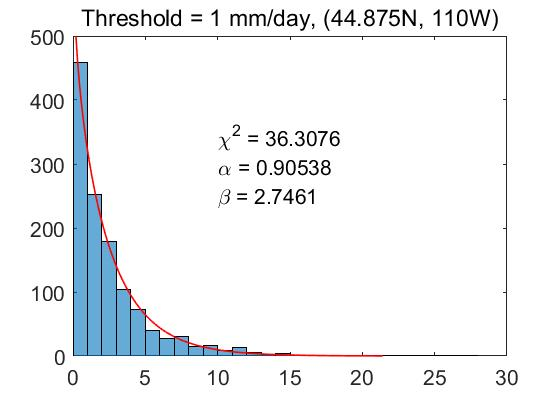 Threshold = 1 mm/day, (44.875N, 110W)
500
400
300
200
100
0
χ² = 36.3076
α = 0.90538
β = 2.7461
0 5 10 15 20 25 30